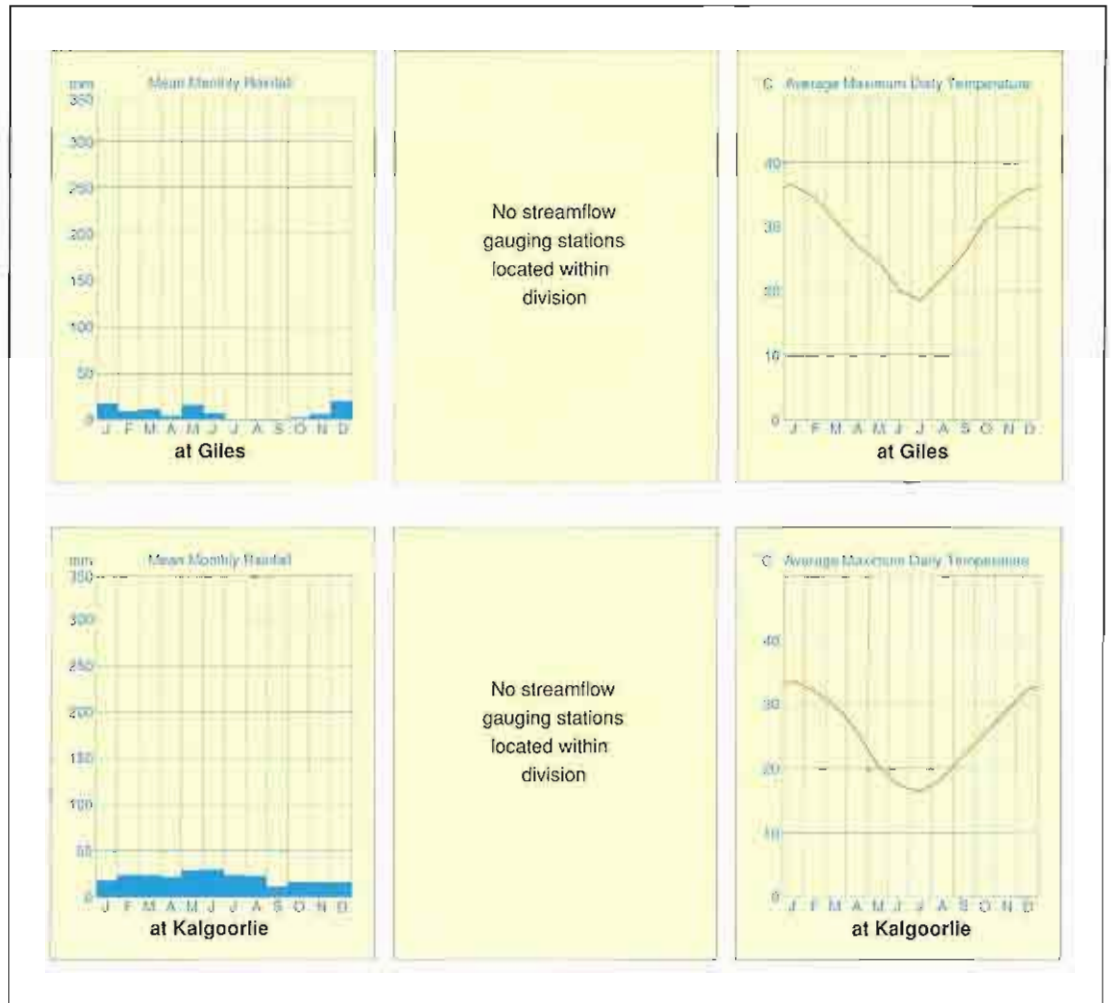 Mean Monthly Rainfall
mm
350
300
250
200
150
100
50
0
J F M A M J J A S O N D
at Giles
No streamflow
gauging stations
located within
division
°C Average Maximum Daily Temperature
40
30
20
10
0
J F M A M J J A S O N D
at Giles
Mean Monthly Rainfall
mm
350
300
250
200
150
100
50
0
J F M A M J J A S O N D
at Kalgoorlie
No streamflow
gauging stations
located within
division
°C Average Maximum Daily Temperature
40
30
20
10
0
J F M A M J J A S O N D
at Kalgoorlie